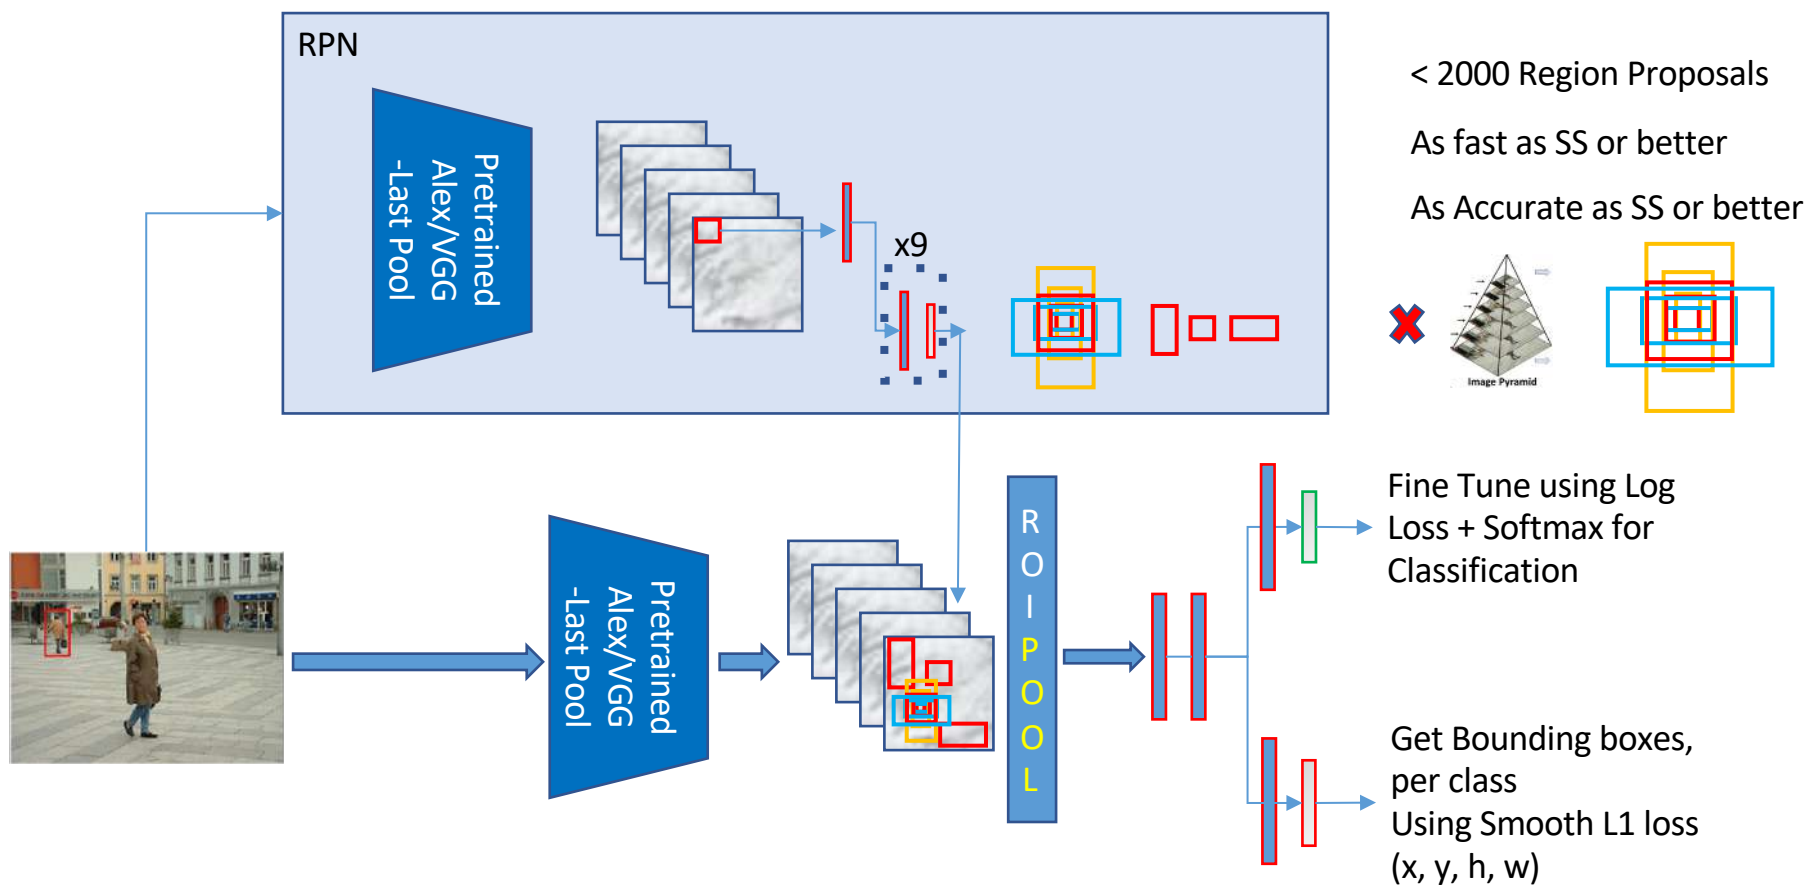 RPN
Pretrained
Alex/VGG
-Last Pool
x9
< 2000 Region Proposals
As fast as SS or better
As Accurate as SS or better
Image Pyramid
Pretrained
Alex/VGG
-Last Pool
ROI POOL
Fine Tune using Log
Loss + Softmax for
Classification
Get Bounding boxes,
per class
Using Smooth L1 loss
(x, y, h, w)